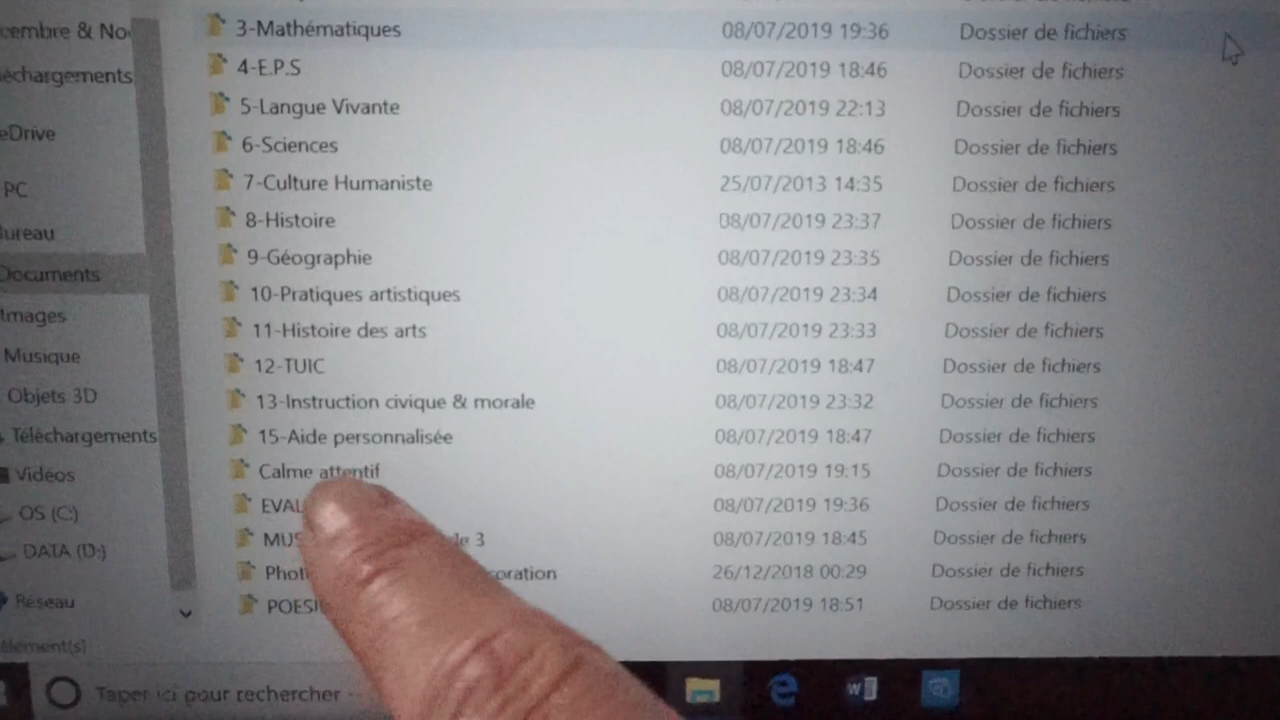 cembre & No
3-Mathématiques 08/07/2019 19:36 Dossier de fichiers
échargements
4-E.P.S 08/07/2019 18:46 Dossier de fichiers
5-Langue Vivante 08/07/2019 22:13 Dossier de fichiers
eDrive
6-Sciences 08/07/2019 18:46 Dossier de fichiers
PC
7-Culture Humaniste 25/07/2013 14:35 Dossier de fichiers
Bureau
8-Histoire 08/07/2019 23:37 Dossier de fichiers
9-Géographie 08/07/2019 23:35 Dossier de fichiers
Documents
10-Pratiques artistiques 08/07/2019 23:34 Dossier de fichiers
Images
11-Histoire des arts 08/07/2019 23:33 Dossier de fichiers
Musique
12-TUIC 08/07/2019 18:47 Dossier de fichiers
Objets 3D
13-Instruction civique & morale 08/07/2019 23:32 Dossier de fichiers
Téléchargements
15-Aide personnalisée 08/07/2019 18:47 Dossier de fichiers
Vidéos
Calme attentif 08/07/2019 19:15 Dossier de fichiers
OS (C:)
EVAL 08/07/2019 19:36 Dossier de fichiers
DATA (D:)
MUS le 3 08/07/2019 18:45 Dossier de fichiers
Phot coration 26/12/2018 00:29 Dossier de fichiers
Réseau
POESI 08/07/2019 18:51 Dossier de fichiers
élément(s)
Taper ici pour rechercher